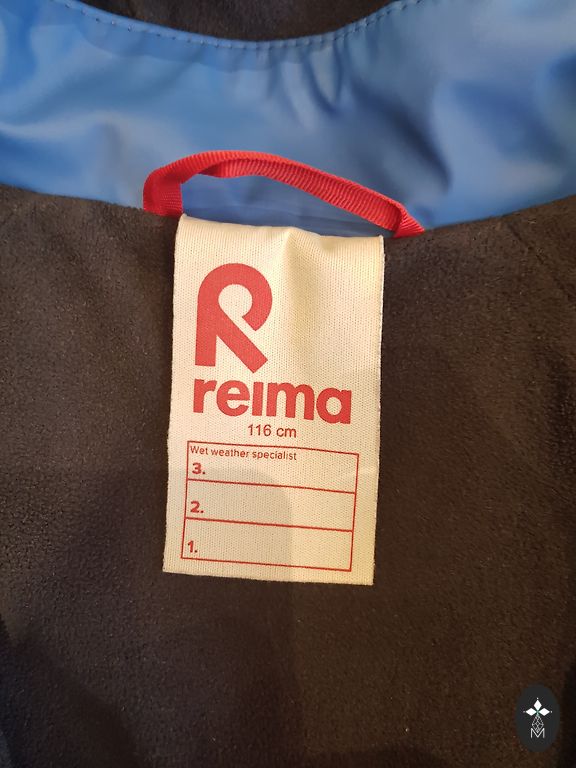 R
reima
116 cm
Wet weather specialist
3.
2.
1.
M